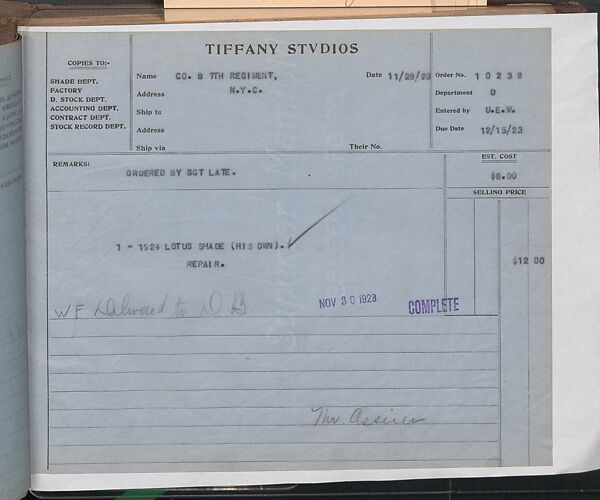 TIFFANY STVDIOS
COPIES TO:-
SHADE DEPT.
FACTORY
D. STOCK DEPT.
ACCOUNTING DEPT.
CONTRACT DEPT.
STOCK RECORD DEPT.
Name CO. B 7TH REGIMENT, Date 11/28/23
Address N.Y.C.
Ship to
Address
Ship via Their No.
Order No. 10238
Department D
Entered by U.E.W.
Due Date 12/15/23
REMARKS:
ORDERED BY SGT LATE.
EST. COST
$8.00
SELLING PRICE
1 - 1524 LOTUS SHADE (HIS OWN).
REPAIR.
$12 00
NOV 30 1923 COMPLETE
WF to D.B
Mr.